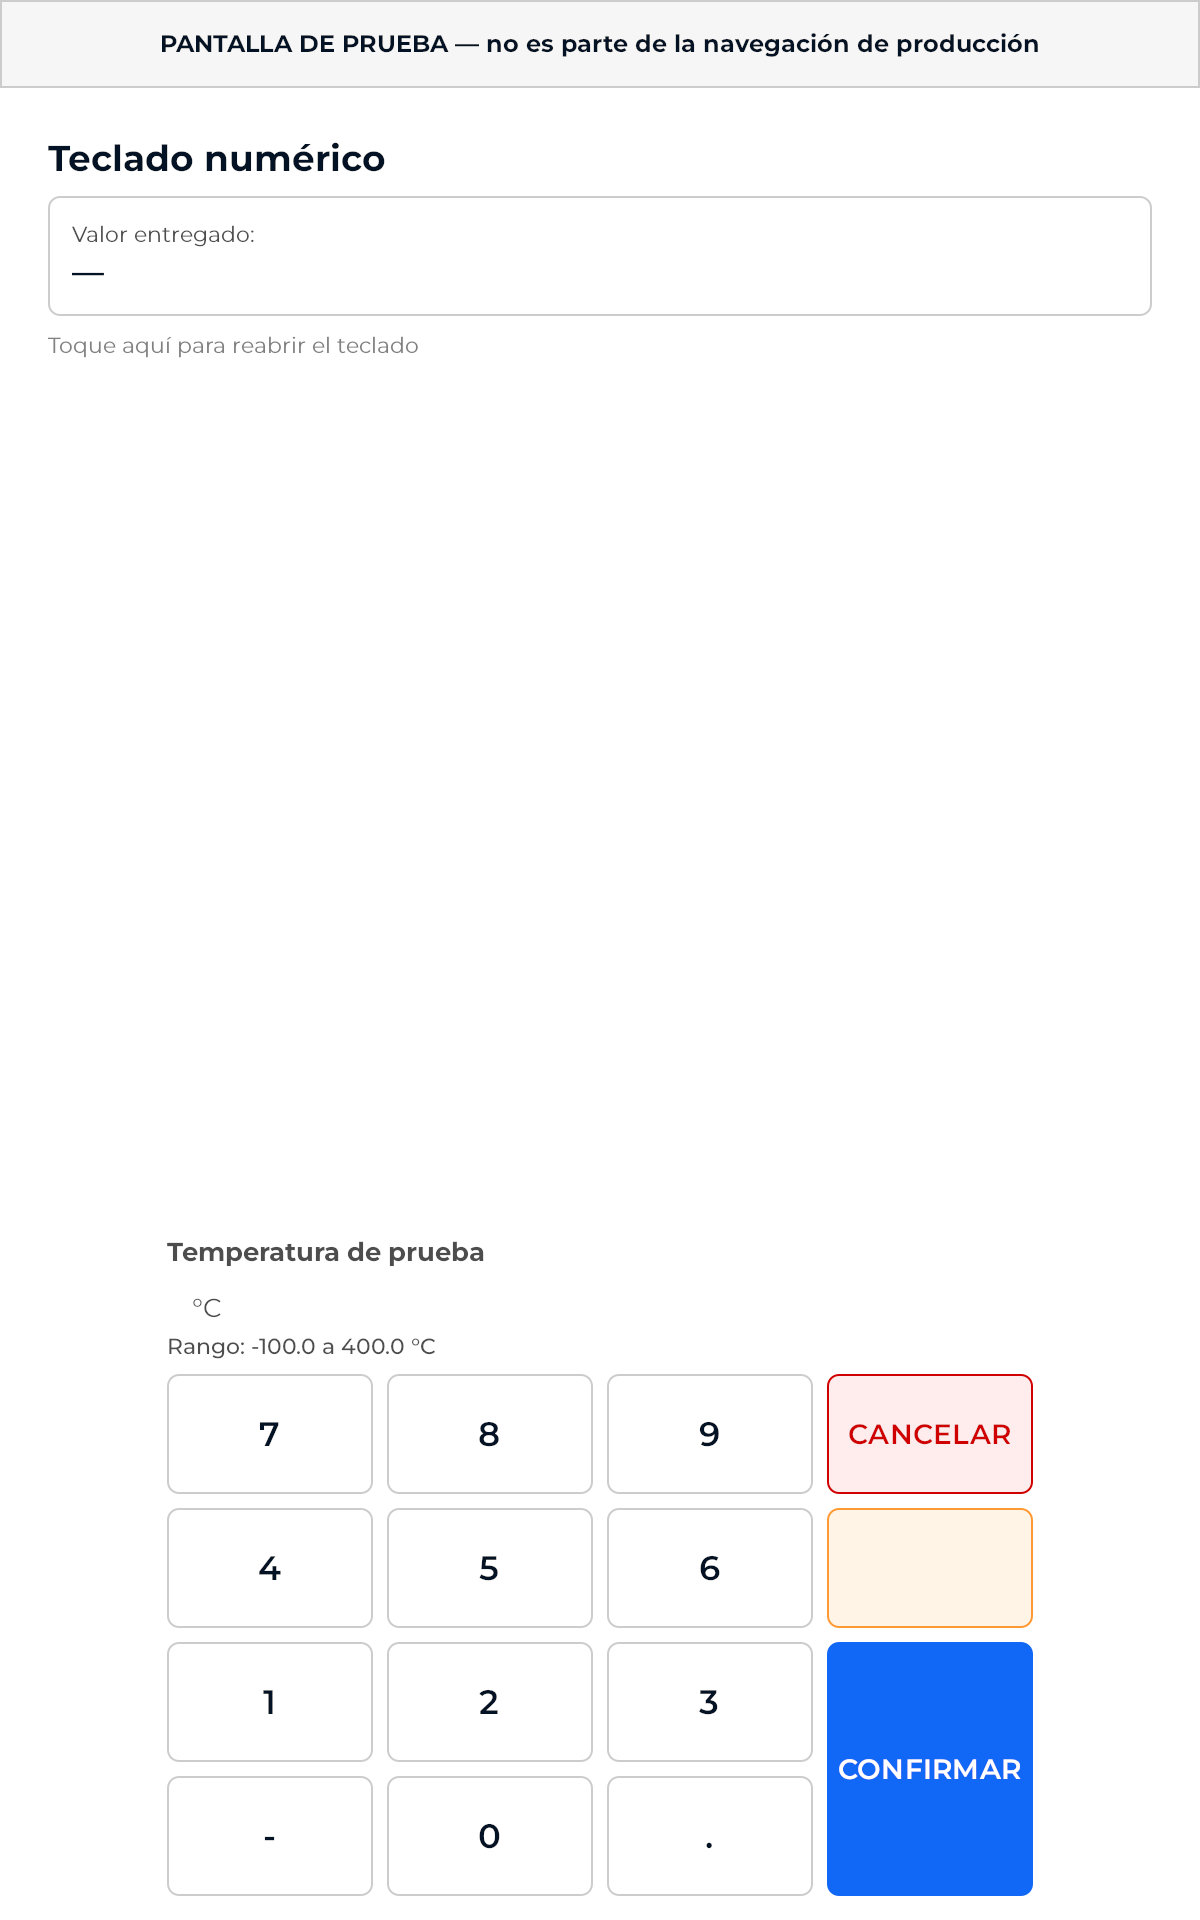 PANTALLA DE PRUEBA — no es parte de la navegación de producción
Teclado numérico
Valor entregado:
—
Toque aquí para reabrir el teclado
Temperatura de prueba
°C
Rango: -100.0 a 400.0 °C
7 8 9 CANCELAR
4 5 6
1 2 3
CONFIRMAR
- 0 .